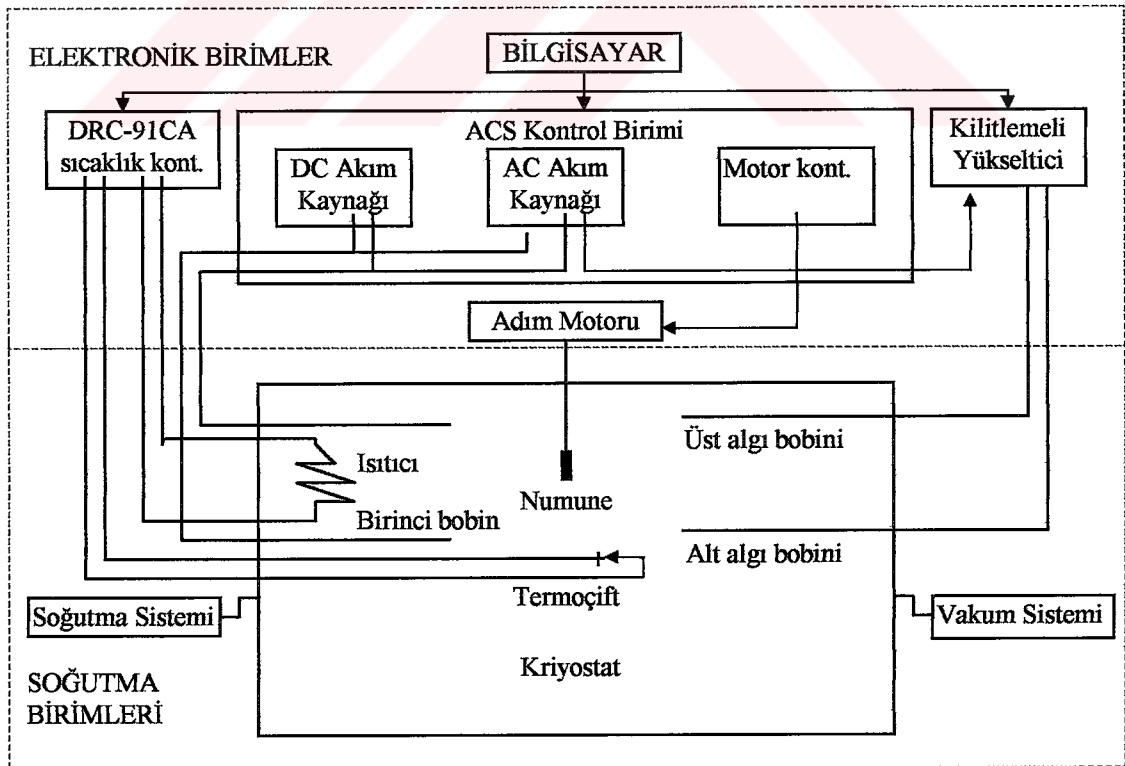 ELEKTRONİK BİRİMLER
BİLGİSAYAR
DRC-91CA
sıcaklık kont.
ACS Kontrol Birimi
DC Akım
Kaynağı
AC Akım
Kaynağı
Motor kont.
Kilitlemeli
Yükseltici
Adım Motoru
Üst algı bobini
Isıtıcı
Numune
Birinci bobin
Alt algı bobini
Termoçift
Soğutma Sistemi
Vakum Sistemi
Kriyostat
SOĞUTMA
BİRİMLERİ